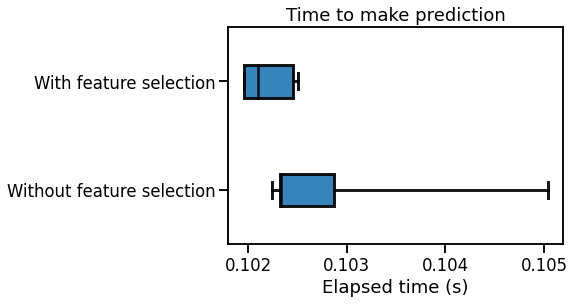 Time to make prediction
With feature selection
Without feature selection
0.102 0.103 0.104 0.105
Elapsed time (s)